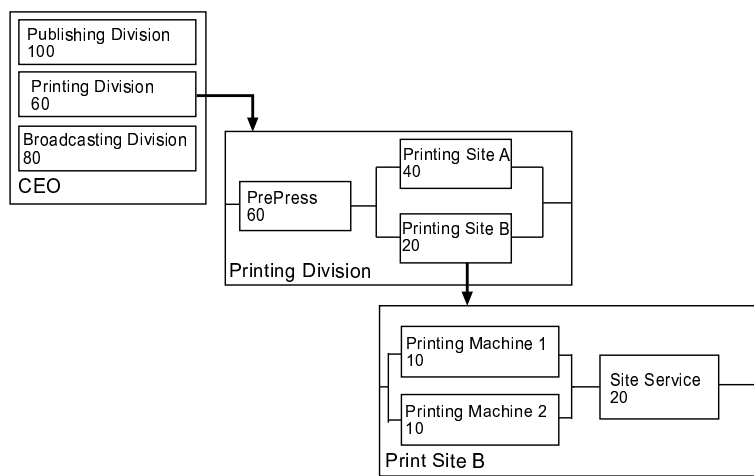 Publishing Division
100
Printing Division
60
Broadcasting Division
80
CEO
PrePress
60
Printing Site A
40
Printing Site B
20
Printing Division
Printing Machine 1
10
Printing Machine 2
10
Site Service
20
Print Site B